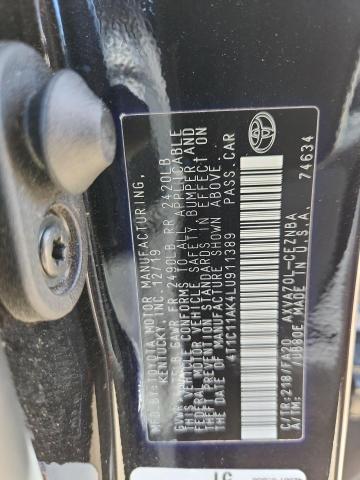 MFD.BY:TOYOTA MOTOR MANUFACTURING,
KENTUCKY, INC. 12/19
GAWR FR 2490LB RR 2420LB
THIS VEHICLE CONFORMS TO ALL APPLICABLE
FEDERAL MOTOR VEHICLE SAFETY, BUMPER, AND
THEFT PREVENTION STANDARDS IN EFFECT ON
THE DATE OF MANUFACTURE SHOWN ABOVE.
4T1C11AK4LU911389 PASS.CAR
TOYOTA
C/TR:218/FA20 AXVA70L-CEZNBA
A/TM: /UB80E MADE IN U.S.A.
74634